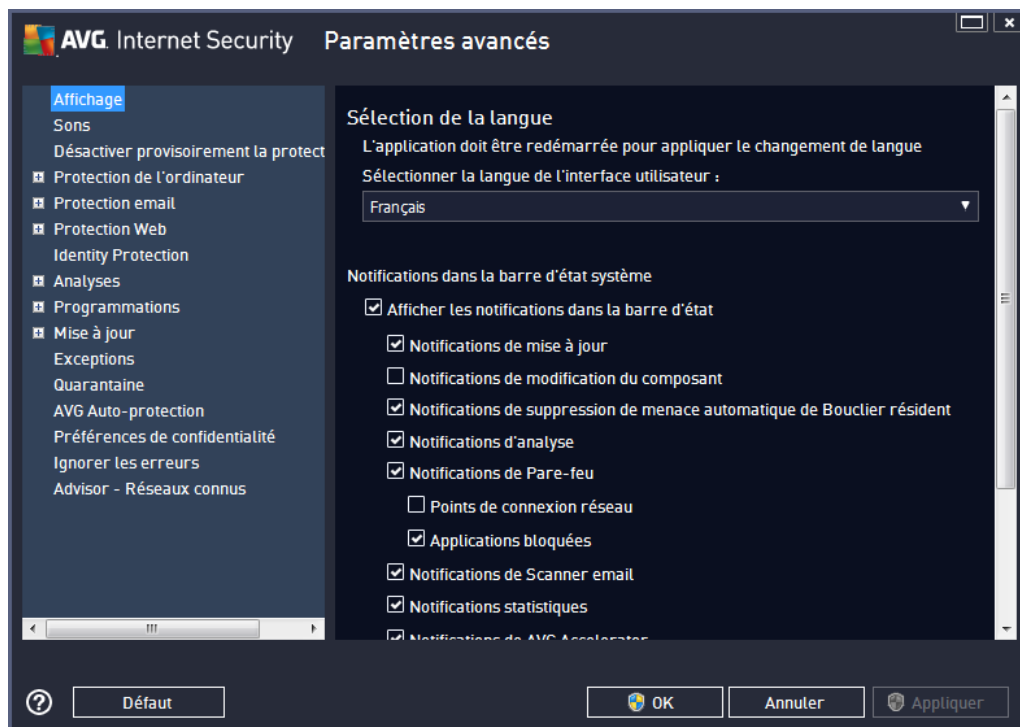 AVG. Internet Security Paramètres avancés
Affichage
Sons
Désactiver provisoirement la protect
Protection de l'ordinateur
Protection email
Protection Web
Identity Protection
Analyses
Programmations
Mise à jour
Exceptions
Quarantaine
AVG Auto-protection
Préférences de confidentialité
Ignorer les erreurs
Advisor - Réseaux connus
Sélection de la langue
L'application doit être redémarrée pour appliquer le changement de langue
Sélectionner la langue de l'interface utilisateur :
Français
Notifications dans la barre d'état système
Afficher les notifications dans la barre d'état
Notifications de mise à jour
Notifications de modification du composant
Notifications de suppression de menace automatique de Bouclier résident
Notifications d'analyse
Notifications de Pare-feu
Points de connexion réseau
Applications bloquées
Notifications de Scanner email
Notifications statistiques
Notifications de AVG Accelerator
Défaut
OK
Annuler
Appliquer